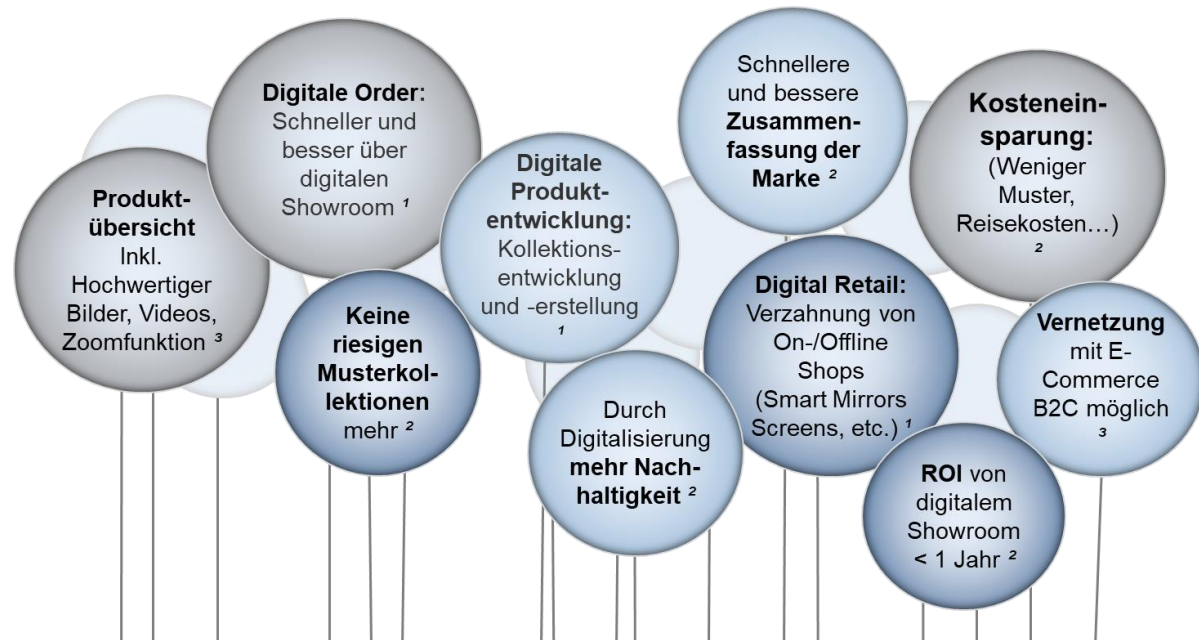 Produkt-
übersicht
Inkl.
Hochwertiger
Bilder, Videos,
Zoomfunktion ³
Digitale Order:
Schneller und
besser über
digitalen
Showroom ¹
Keine
riesigen
Musterkol-
lektionen
mehr ²
Digitale
Produkt-
entwicklung:
Kollektions-
entwicklung
und -erstellung
¹
Durch
Digitalisierung
mehr Nach-
haltigkeit ²
Schnellere
und bessere
Zusammen-
fassung der
Marke ²
Digital Retail:
Verzahnung von
On-/Offline
Shops
(Smart Mirrors
Screens, etc.) ¹
Kostenein-
sparung:
(Weniger
Muster,
Reisekosten…)
²
Vernetzung
mit E-
Commerce
B2C möglich
³
ROI von
digitalem
Showroom
< 1 Jahr ²